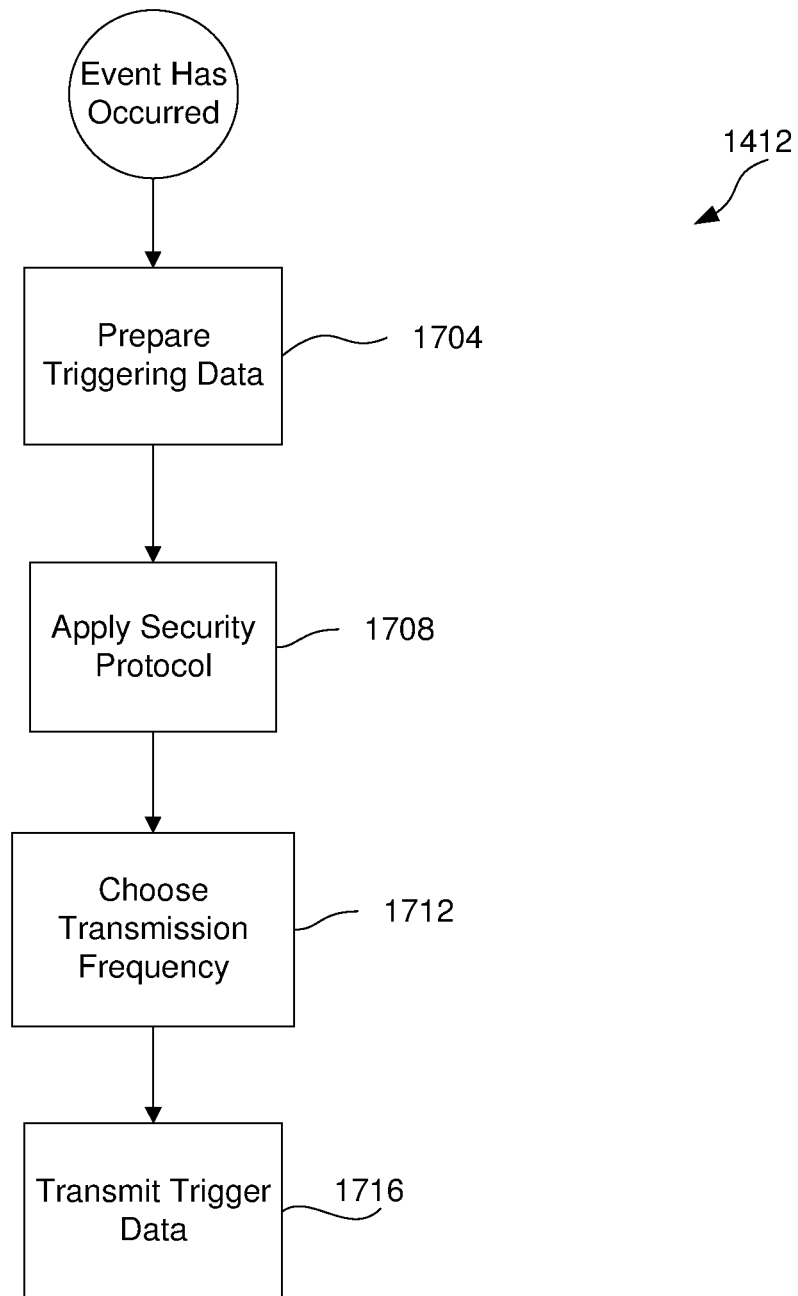 Event Has
Occurred
1412
Prepare
Triggering Data
1704
Apply Security
Protocol
1708
Choose
Transmission
Frequency
1712
Transmit Trigger
Data
1716